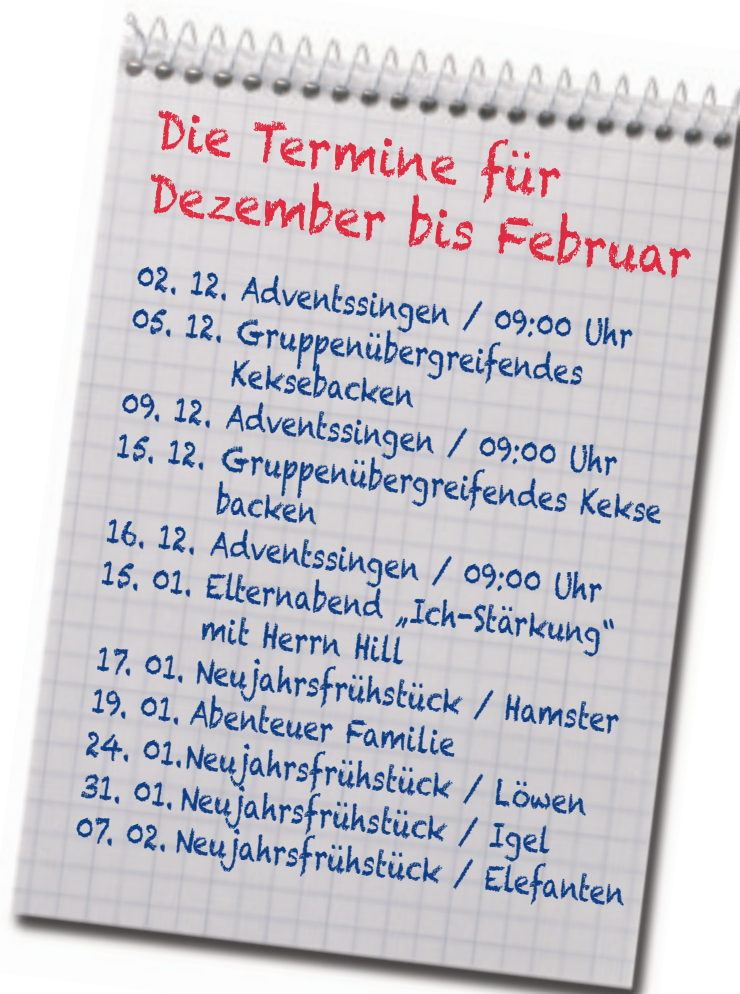 Die Termine für
Dezember bis Februar
02. 12. Adventssingen / 09:00 Uhr
05. 12. Gruppenübergreifendes
Keksebacken
09. 12. Adventssingen / 09:00 Uhr
15. 12. Gruppenübergreifendes Kekse
backen
16. 12. Adventssingen / 09:00 Uhr
15. 01. Elternabend „Ich-Stärkung“
mit Herrn Hill
17. 01. Neujahrsfrühstück / Hamster
19. 01. Abenteuer Familie
24. 01.Neujahrsfrühstück / Löwen
31. 01. Neujahrsfrühstück / Igel
07. 02. Neujahrsfrühstück / Elefanten